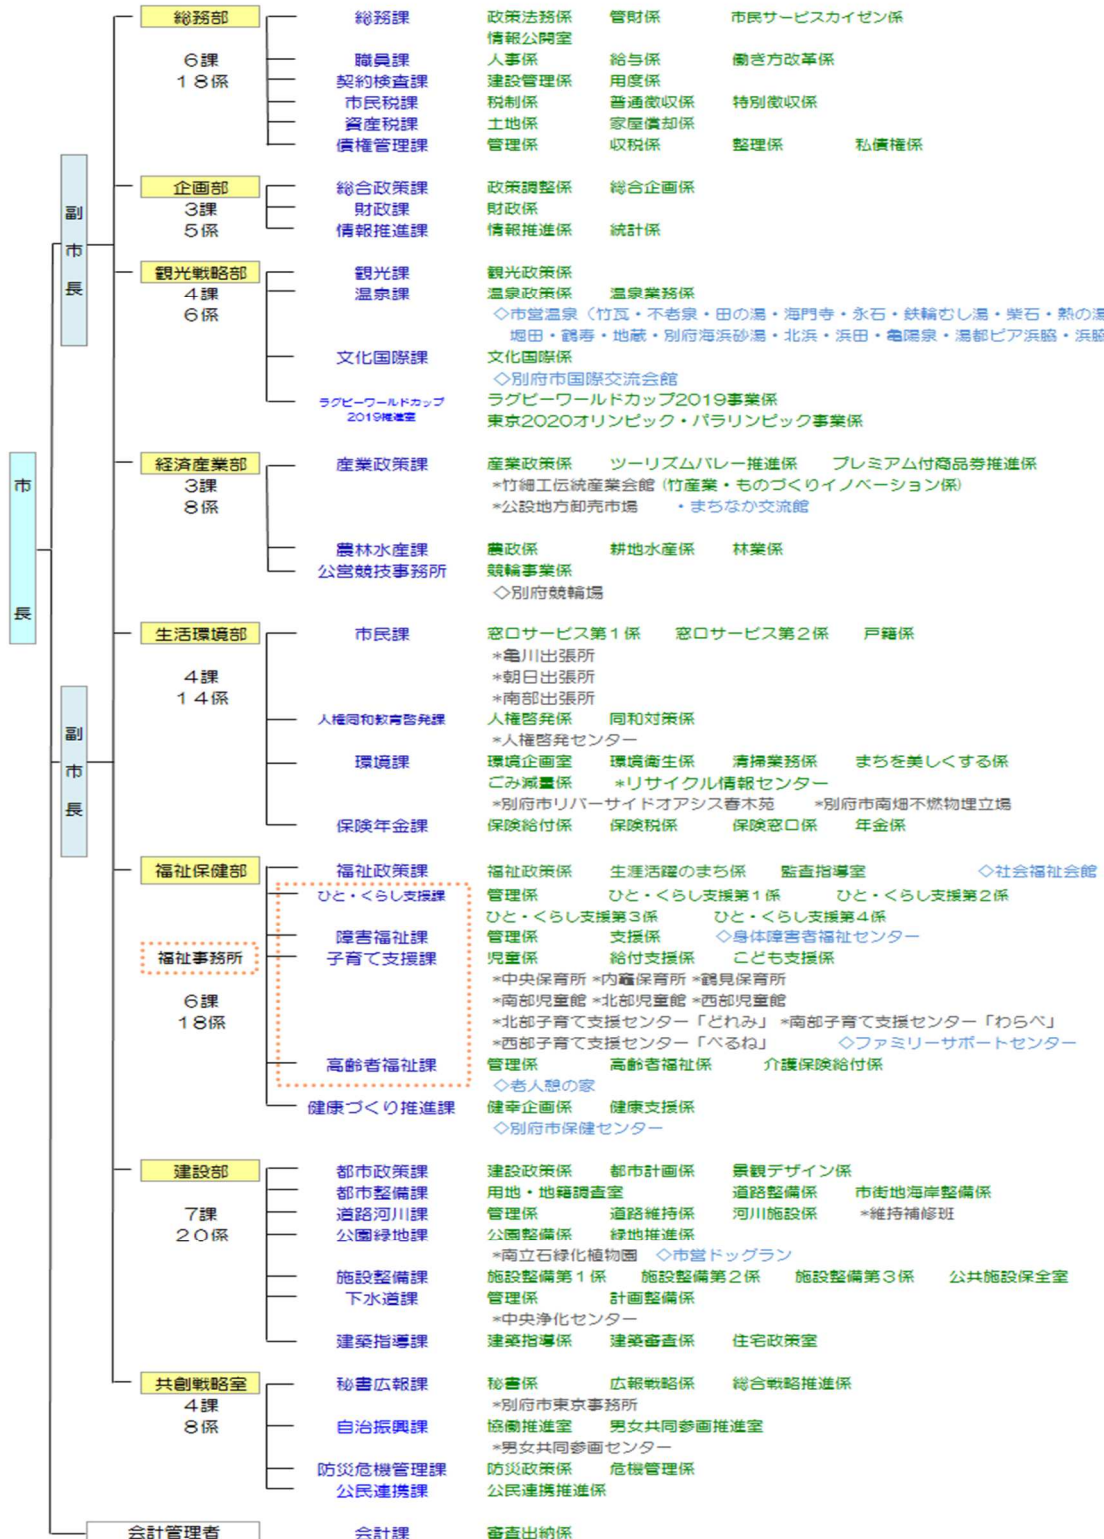 総務部 総務課 政策法務係 管財係 市民サービスカイゼン係
情報公開室
6課 職員課 人事係 給与係 働き方改革係
18係 契約検査課 建設管理係 用度係
市民税課 税制係 普通徴収係 特別徴収係
資産税課 土地係 家屋償却係
債権管理課 管理係 収税係 整理係 私債権係
副市長
企画部 総合政策課 政策調整係 総合企画係
3課 財政課 財政係
5係 情報推進課 情報推進係 統計係
観光戦略部 観光課 観光政策係
4課 温泉課 温泉政策係 温泉業務係
6係 ◇市営温泉（竹瓦・不老泉・田の湯・海門寺・永石・鉄輪むし湯・柴石・熱の湯
堀田・鶴寿・地蔵・別府海浜砂湯・北浜・浜田・亀陽泉・湯都ピア浜脇・浜脇
文化国際課 文化国際係
◇別府市国際交流会館
ラグビーワールドカップ ラグビーワールドカップ2019事業係
2019推進室 東京2020オリンピック・パラリンピック事業係
市長
経済産業部 産業政策課 産業政策係 ツーリズムバレー推進係 プレミアム付商品券推進係
3課 *竹細工伝統産業会館 (竹産業・ものづくりイノベーション係)
8係 *公設地方卸売市場 ・まちなか交流館
農林水産課 農政係 耕地水産係 林業係
公営競技事務所 競輪事業係
◇別府競輪場
生活環境部 市民課 窓口サービス第1係 窓口サービス第2係 戸籍係
*亀川出張所
4課 *朝日出張所
14係 *南部出張所
副市長
人権同和教育啓発課 人権啓発係 同和対策係
*人権啓発センター
環境課 環境企画室 環境衛生係 清掃業務係 まちを美しくする係
ごみ減量係 *リサイクル情報センター
*別府市リバーサイドオアシス春木苑 *別府市南畑不燃物埋立場
保険年金課 保険給付係 保険税係 保険窓口係 年金係
福祉保健部 福祉政策課 福祉政策係 生涯活躍のまち係 監査指導室 ◇社会福祉会館
ひと・くらし支援課 管理係 ひと・くらし支援第1係 ひと・くらし支援第2係
ひと・くらし支援第3係 ひと・くらし支援第4係
障害福祉課 管理係 支援係 ◇身体障害者福祉センター
福祉事務所 子育て支援課 児童係 給付支援係 こども支援係
*中央保育所 *内竈保育所 *鶴見保育所
6課 *南部児童館 *北部児童館 *西部児童館
18係 *北部子育て支援センター「どれみ」 *南部子育て支援センター「わらべ」
*西部子育て支援センター「べるね」 ◇ファミリーサポートセンター
高齢者福祉課 管理係 高齢者福祉係 介護保険給付係
◇老人憩の家
健康づくり推進課 健幸企画係 健康支援係
◇別府市保健センター
建設部 都市政策課 建設政策係 都市計画係 景観デザイン係
都市整備課 用地・地籍調査室 道路整備係 市街地海岸整備係
7課 道路河川課 管理係 道路維持係 河川施設係 *維持補修班
20係 公園緑地課 公園整備係 緑地推進係
*南立石緑化植物園 ◇市営ドッグラン
施設整備課 施設整備第1係 施設整備第2係 施設整備第3係 公共施設保全室
下水道課 管理係 計画整備係
*中央浄化センター
建築指導課 建築指導係 建築審査係 住宅政策室
共創戦略室 秘書広報課 秘書係 広報戦略係 総合戦略推進係
4課 *別府市東京事務所
8係 自治振興課 協働推進室 男女共同参画推進室
*男女共同参画センター
防災危機管理課 防災政策係 危機管理係
公民連携課 公民連携推進係
会計管理者 会計課 審査出納係